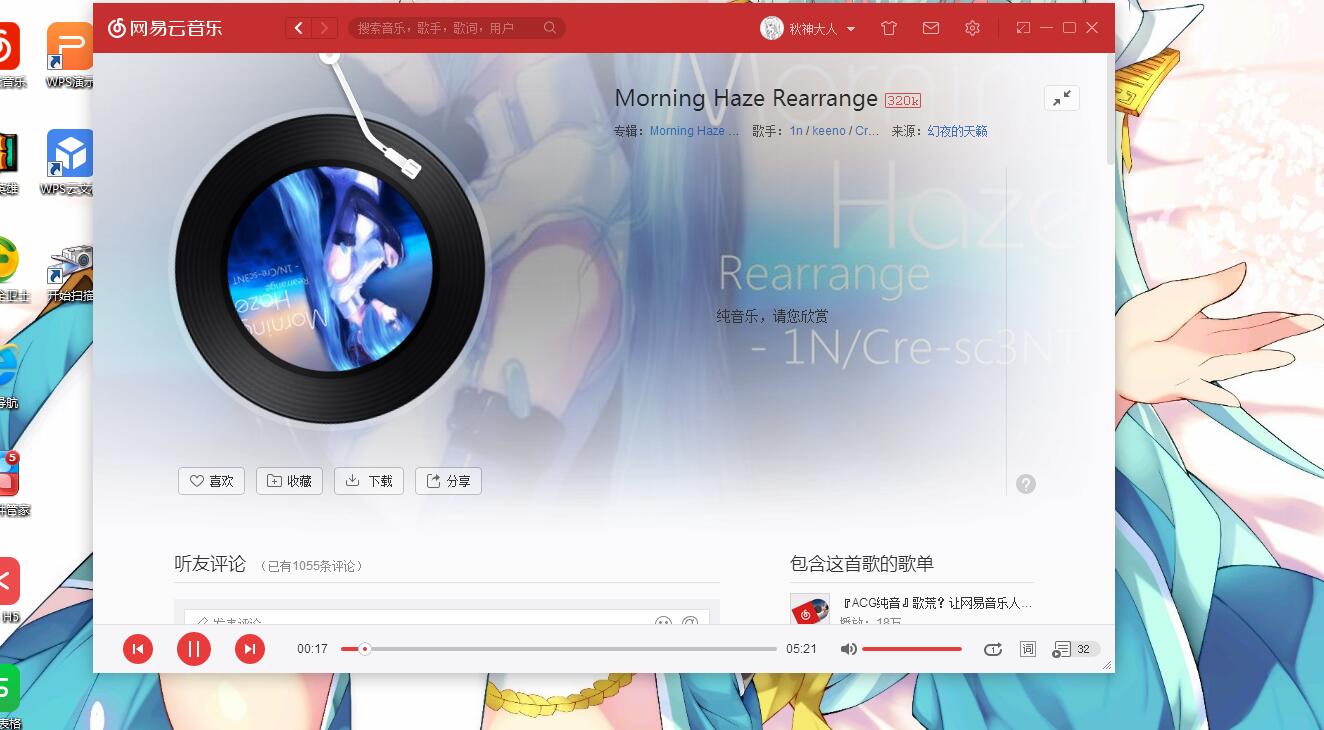 网易云音乐
搜索音乐，歌手，歌词，用户
秋神大人
音乐
WPS演示
Morning Haze Rearrange 320k
专辑：Morning Haze ... 歌手：1n / keeno / Cr... 来源：幻夜的天籁
英雄
WPS云文
Morning
Haze
Rearrange
- 1N/Cre-sc3NT
纯音乐，请您欣赏
Morning
Haze
Rearrange
- 1N/Cre-sc3NT
全卫士
开始扫描
导航
喜欢
收藏
下载
分享
?
5
件管家
听友评论 （已有1055条评论）
包含这首歌的歌单
『ACG纯音』歌荒？让网易音乐人...
播放：18万
发表评论
H5
00:17
05:21
1
词
32
表格